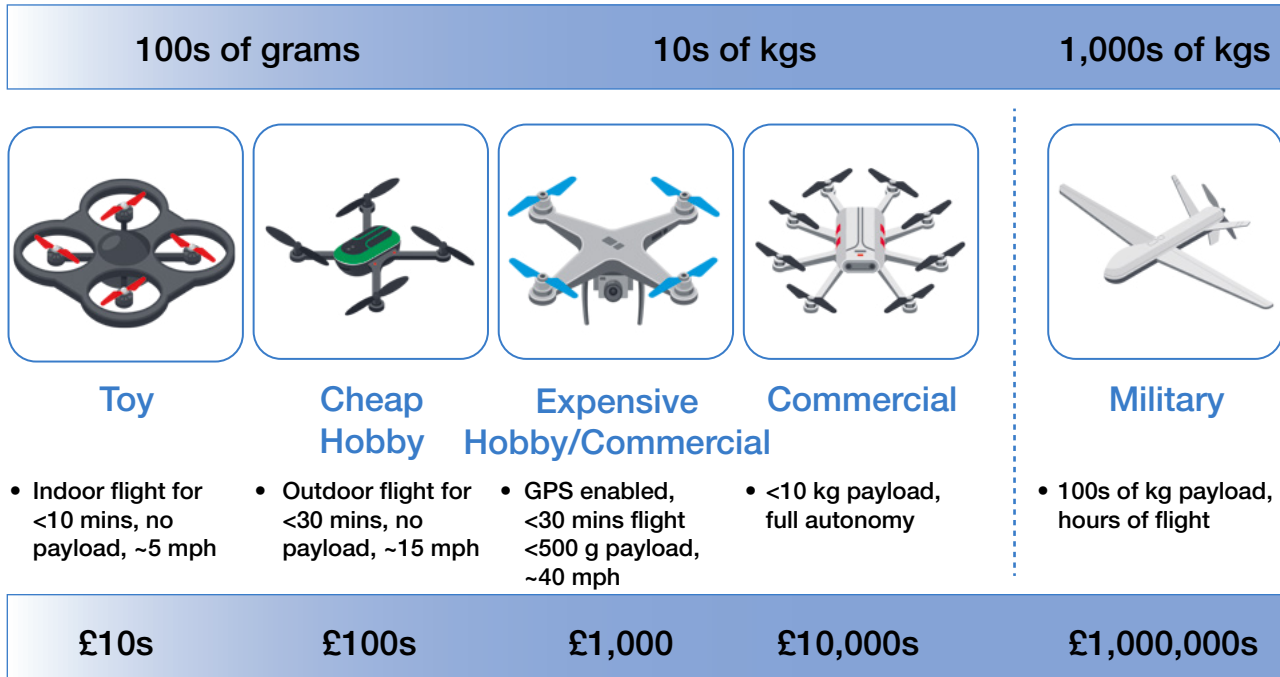 100s of grams
10s of kgs
1,000s of kgs
Toy
• Indoor flight for
<10 mins, no
payload, ~5 mph
Cheap
Hobby
• Outdoor flight for
<30 mins, no
payload, ~15 mph
Expensive
Hobby/Commercial
• GPS enabled,
<30 mins flight
<500 g payload,
~40 mph
Commercial
• <10 kg payload,
full autonomy
Military
• 100s of kg payload,
hours of flight
£10s
£100s
£1,000
£10,000s
£1,000,000s